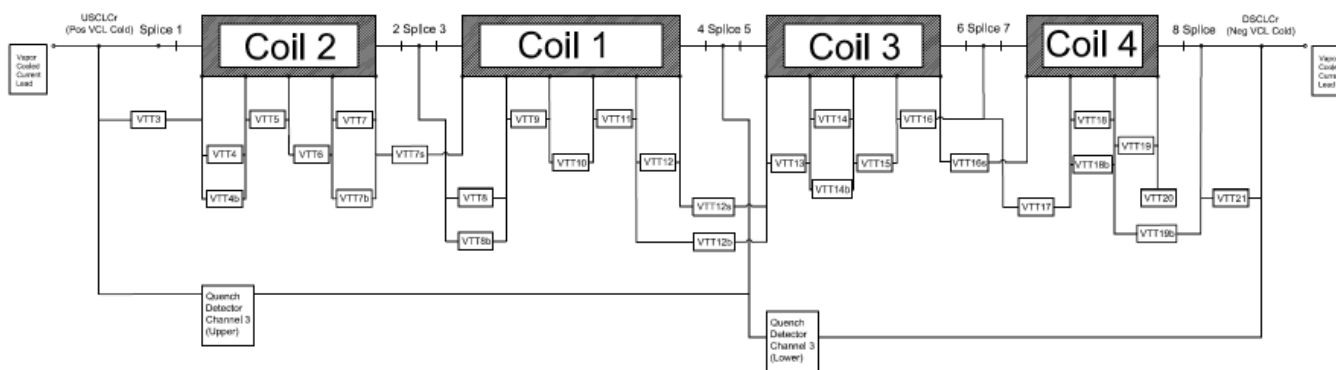 USCLCr
(Pos VCL Cold)
Splice 1
Coil 2
2 Splice 3
Coil 1
4 Splice 5
Coil 3
6 Splice 7
Coil 4
8 Splice
DSCLCr
(Neg VCL Cold)
Vapor
Cooled
Current
Lead
Vapor
Cooled
Current
Lead
VTT3
VTT5
VTT7
VTT9
VTT11
VTT14
VTT16
VTT18
VTT4
VTT6
VTT7s
VTT10
VTT12
VTT13
VTT15
VTT16s
VTT18b
VTT19
VTT4b
VTT7b
VTT8
VTT12s
VTT14b
VTT17
VTT20
VTT21
VTT8b
VTT12b
VTT19b
Quench
Detector
Channel 3
(Upper)
Quench
Detector
Channel 3
(Lower)